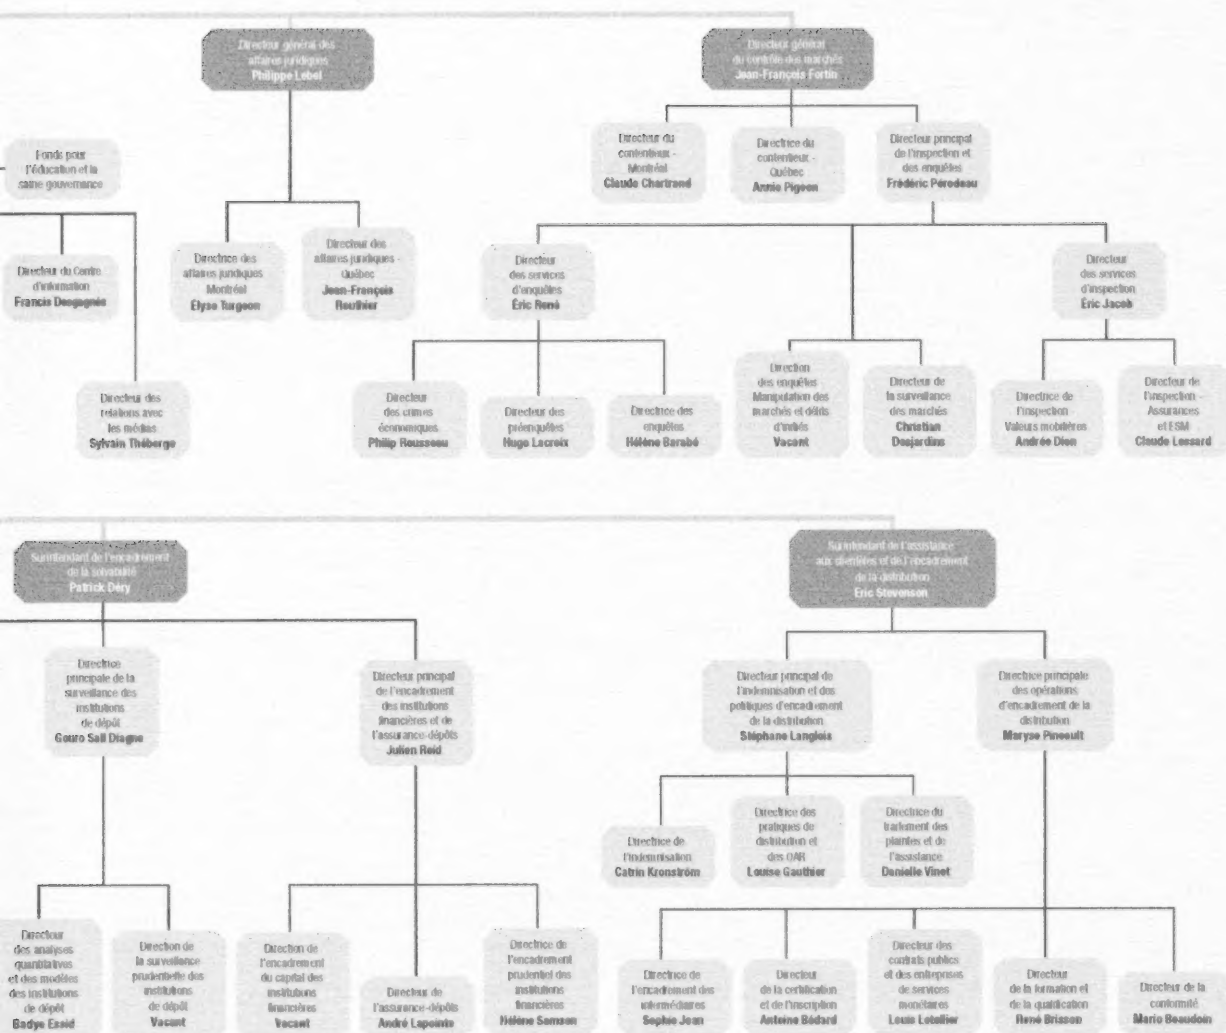 Directeur général des
affaires juridiques
Philippe Lebel
Directeur général
du contrôle des marchés
Jean-François Fortin
Fonds pour
l'éducation et la
saine gouvernance
Directeur du
contentieux -
Montréal
Claude Chartrand
Directrice du
contentieux -
Québec
Annie Pigeon
Directeur principal
de l'inspection et
des enquêtes
Frédéric Pérodeau
Directeur du Centre
d'information
Francis Desgagnés
Directrice des
affaires juridiques
Montréal
Élyse Turgeon
Directeur des
affaires juridiques -
Québec
Jean-François
Routhier
Directeur
des services
d'enquêtes
Éric René
Directeur
des services
d'inspection
Éric Jacob
Directeur des
relations avec
les médias
Sylvain Théberge
Directeur
des crimes
économiques
Philip Rousseau
Directeur des
préenquêtes
Hugo Lacroix
Directrice des
enquêtes
Hélène Barabé
Direction
des enquêtes
Manipulation des
marchés et délits
d'initiés
Vacant
Directeur de
la surveillance
des marchés
Christian
Desjardins
Directrice de
l'inspection
Valeurs mobilières
Andrée Dion
Directeur de
l'inspection -
Assurances
et ESM
Claude Lessard
Surintendant de l'encadrement
de la solvabilité
Patrick Déry
Surintendant de l'assistance
aux clientèles et de l'encadrement
de la distribution
Eric Stevenson
Directrice
principale de la
surveillance des
institutions
de dépôt
Gouro Sall Diagne
Directeur principal
de l'encadrement
des institutions
financières et de
l'assurance-dépôts
Julien Reid
Directeur principal de
l'indemnisation et des
politiques d'encadrement
de la distribution
Stéphane Langlois
Directrice principale
des opérations
d'encadrement de la
distribution
Maryse Pineault
Directrice de
l'indemnisation
Catrin Kronström
Directrice des
pratiques de
distribution et
des OAR
Louise Gauthier
Directrice du
traitement des
plaintes et de
l'assistance
Danielle Vinet
Directeur
des analyses
quantitatives
et des modèles
des institutions
de dépôt
Badye Essid
Direction de
la surveillance
prudentielle des
institutions
de dépôt
Vacant
Direction de
l'encadrement
du capital des
institutions
financières
Vacant
Directeur de
l'assurance-dépôts
André Lapointe
Directrice de
l'encadrement
prudentiel des
institutions
financières
Hélène Samson
Directrice de
l'encadrement des
intermédiaires
Sophie Jean
Directeur
de la certification
et de l'inscription
Antoine Bédard
Directeur des
contrats publics
et des entreprises
de services
monétaires
Louis Letellier
Directeur
de la formation et
de la qualification
René Brisson
Directeur de la
conformité
Mario Beaudoin